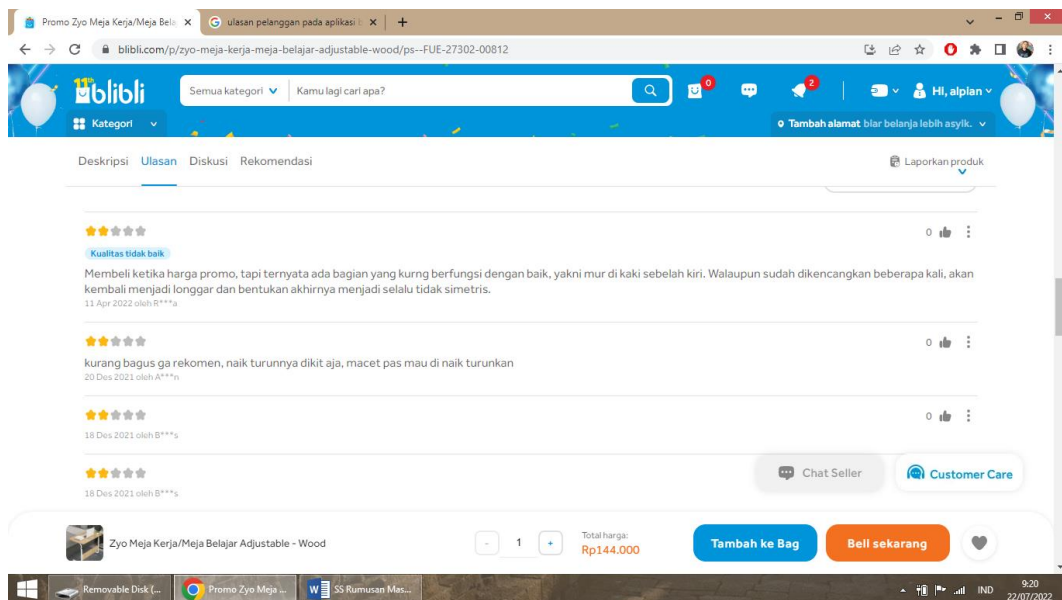 Promo Zyo Meja Kerja/Meja Bela
ulasan pelanggan pada aplikasi b
blibli.com/p/zyo-meja-kerja-meja-belajar-adjustable-wood/ps--FUE-27302-00812
11th
blibli
Semua kategori
Kamu lagi cari apa?
0
2
Hi, alpian
Kategori
Tambah alamat biar belanja lebih asyik.
Deskripsi Ulasan Diskusi Rekomendasi
Laporkan produk
0
Kualitas tidak baik
Membeli ketika harga promo, tapi ternyata ada bagian yang kurng berfungsi dengan baik, yakni mur di kaki sebelah kiri. Walaupun sudah dikencangkan beberapa kali, akan
kembali menjadi longgar dan bentukan akhirnya menjadi selalu tidak simetris.
11 Apr 2022 oleh R***a
0
kurang bagus ga rekomen, naik turunnya dikit aja, macet pas mau di naik turunkan
20 Des 2021 oleh A***n
0
18 Des 2021 oleh B***s
Chat Seller
Customer Care
18 Des 2021 oleh B***s
Zyo Meja Kerja/Meja Belajar Adjustable - Wood
- 1 +
Total harga:
Rp144.000
Tambah ke Bag
Beli sekarang
Removable Disk (...
Promo Zyo Meja ...
SS Rumusan Mas...
IND
9:20
22/07/2022